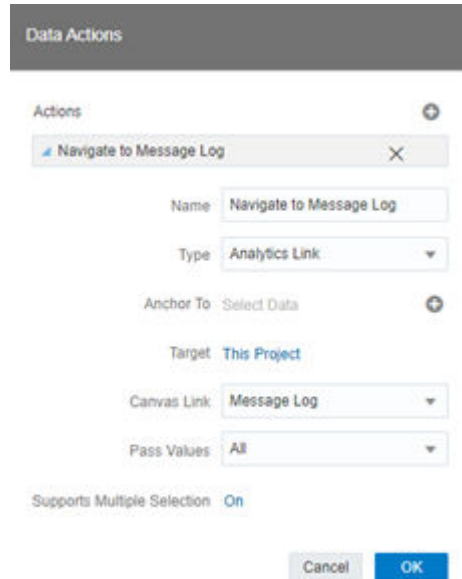 Data Actions
Actions
Navigate to Message Log
Name Navigate to Message Log
Type Analytics Link
Anchor To Select Data
Target This Project
Canvas Link Message Log
Pass Values All
Supports Multiple Selection On
Cancel OK